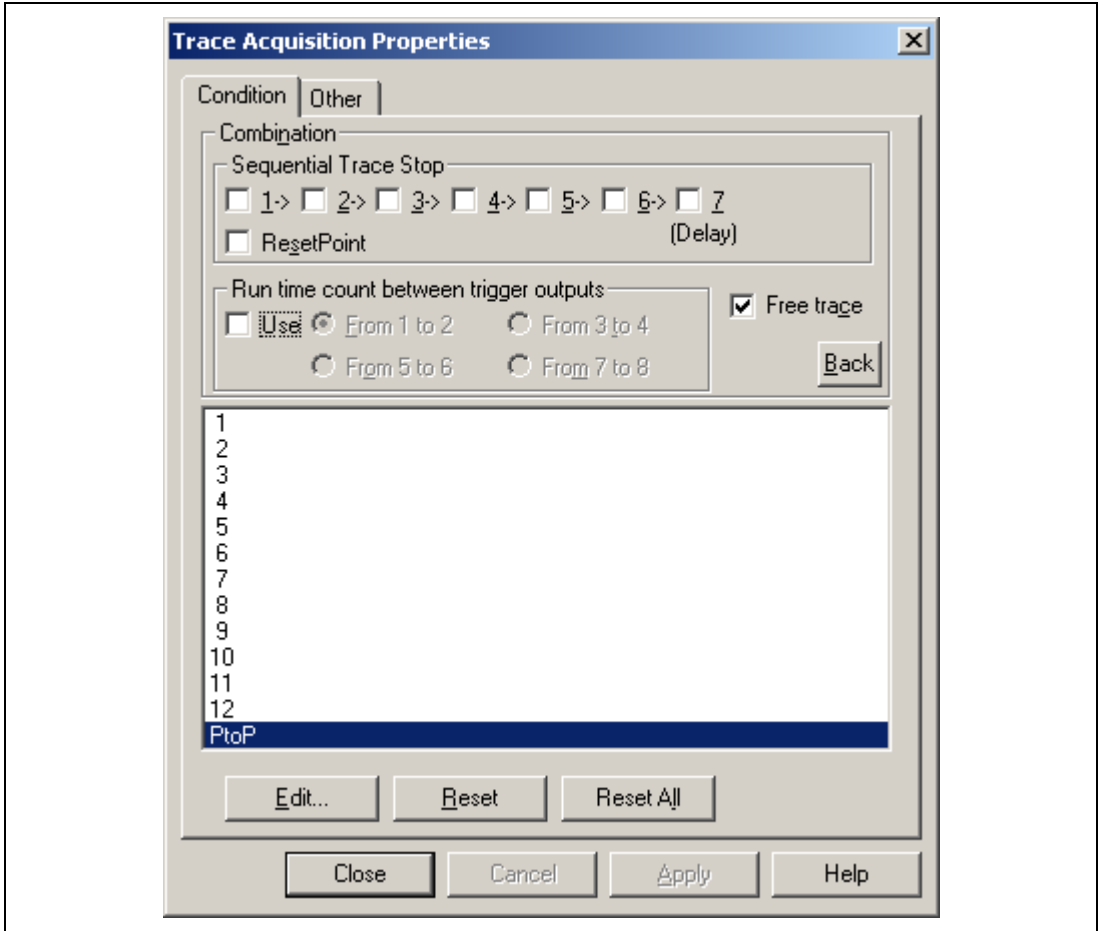 Trace Acquisition Properties
Condition Other
Combination
Sequential Trace Stop
1-> 2-> 3-> 4-> 5-> 6-> 7
(Delay)
ResetPoint
Run time count between trigger outputs
Use From 1 to 2 From 3 to 4
From 5 to 6 From 7 to 8
Free trace
Back
1
2
3
4
5
6
7
8
9
10
11
12
PtoP
Edit... Reset Reset All
Close Cancel Apply Help